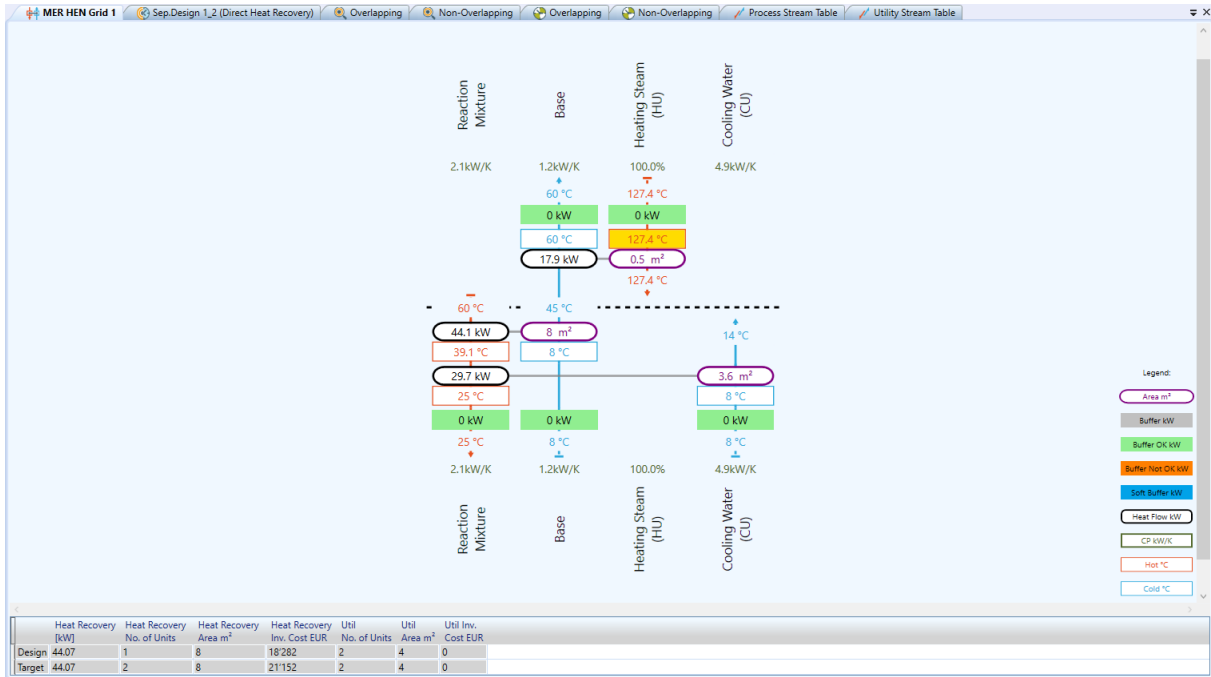 MER HEN Grid 1 Sep.Design 1_2 (Direct Heat Recovery) Overlapping Non-Overlapping Overlapping Non-Overlapping Process Stream Table Utility Stream Table
Reaction Mixture
Base
Heating Steam (HU)
Cooling Water (CU)
2.1kW/K 1.2kW/K 100.0% 4.9kW/K
60 °C 127.4 °C
0 kW 0 kW
60 °C 127.4 °C
17.9 kW 0.5 m²
127.4 °C
60 °C 45 °C
44.1 kW 8 m² 14 °C
39.1 °C 8 °C
29.7 kW 3.6 m²
25 °C 8 °C
0 kW 0 kW 0 kW
25 °C 8 °C 8 °C
2.1kW/K 1.2kW/K 100.0% 4.9kW/K
Reaction Mixture
Base
Heating Steam (HU)
Cooling Water (CU)
Legend:
Area m²
Buffer kW
Buffer OK kW
Buffer Not OK kW
Soft Buffer kW
Heat Flow kW
CP kW/K
Hot °C
Cold °C
Heat Recovery Heat Recovery Heat Recovery Heat Recovery Util Util Util Inv.
[kW] No. of Units Area m² Inv. Cost EUR No. of Units Area m² Cost EUR
Design 44.07 1 8 18'282 2 4 0
Target 44.07 2 8 21'152 2 4 0